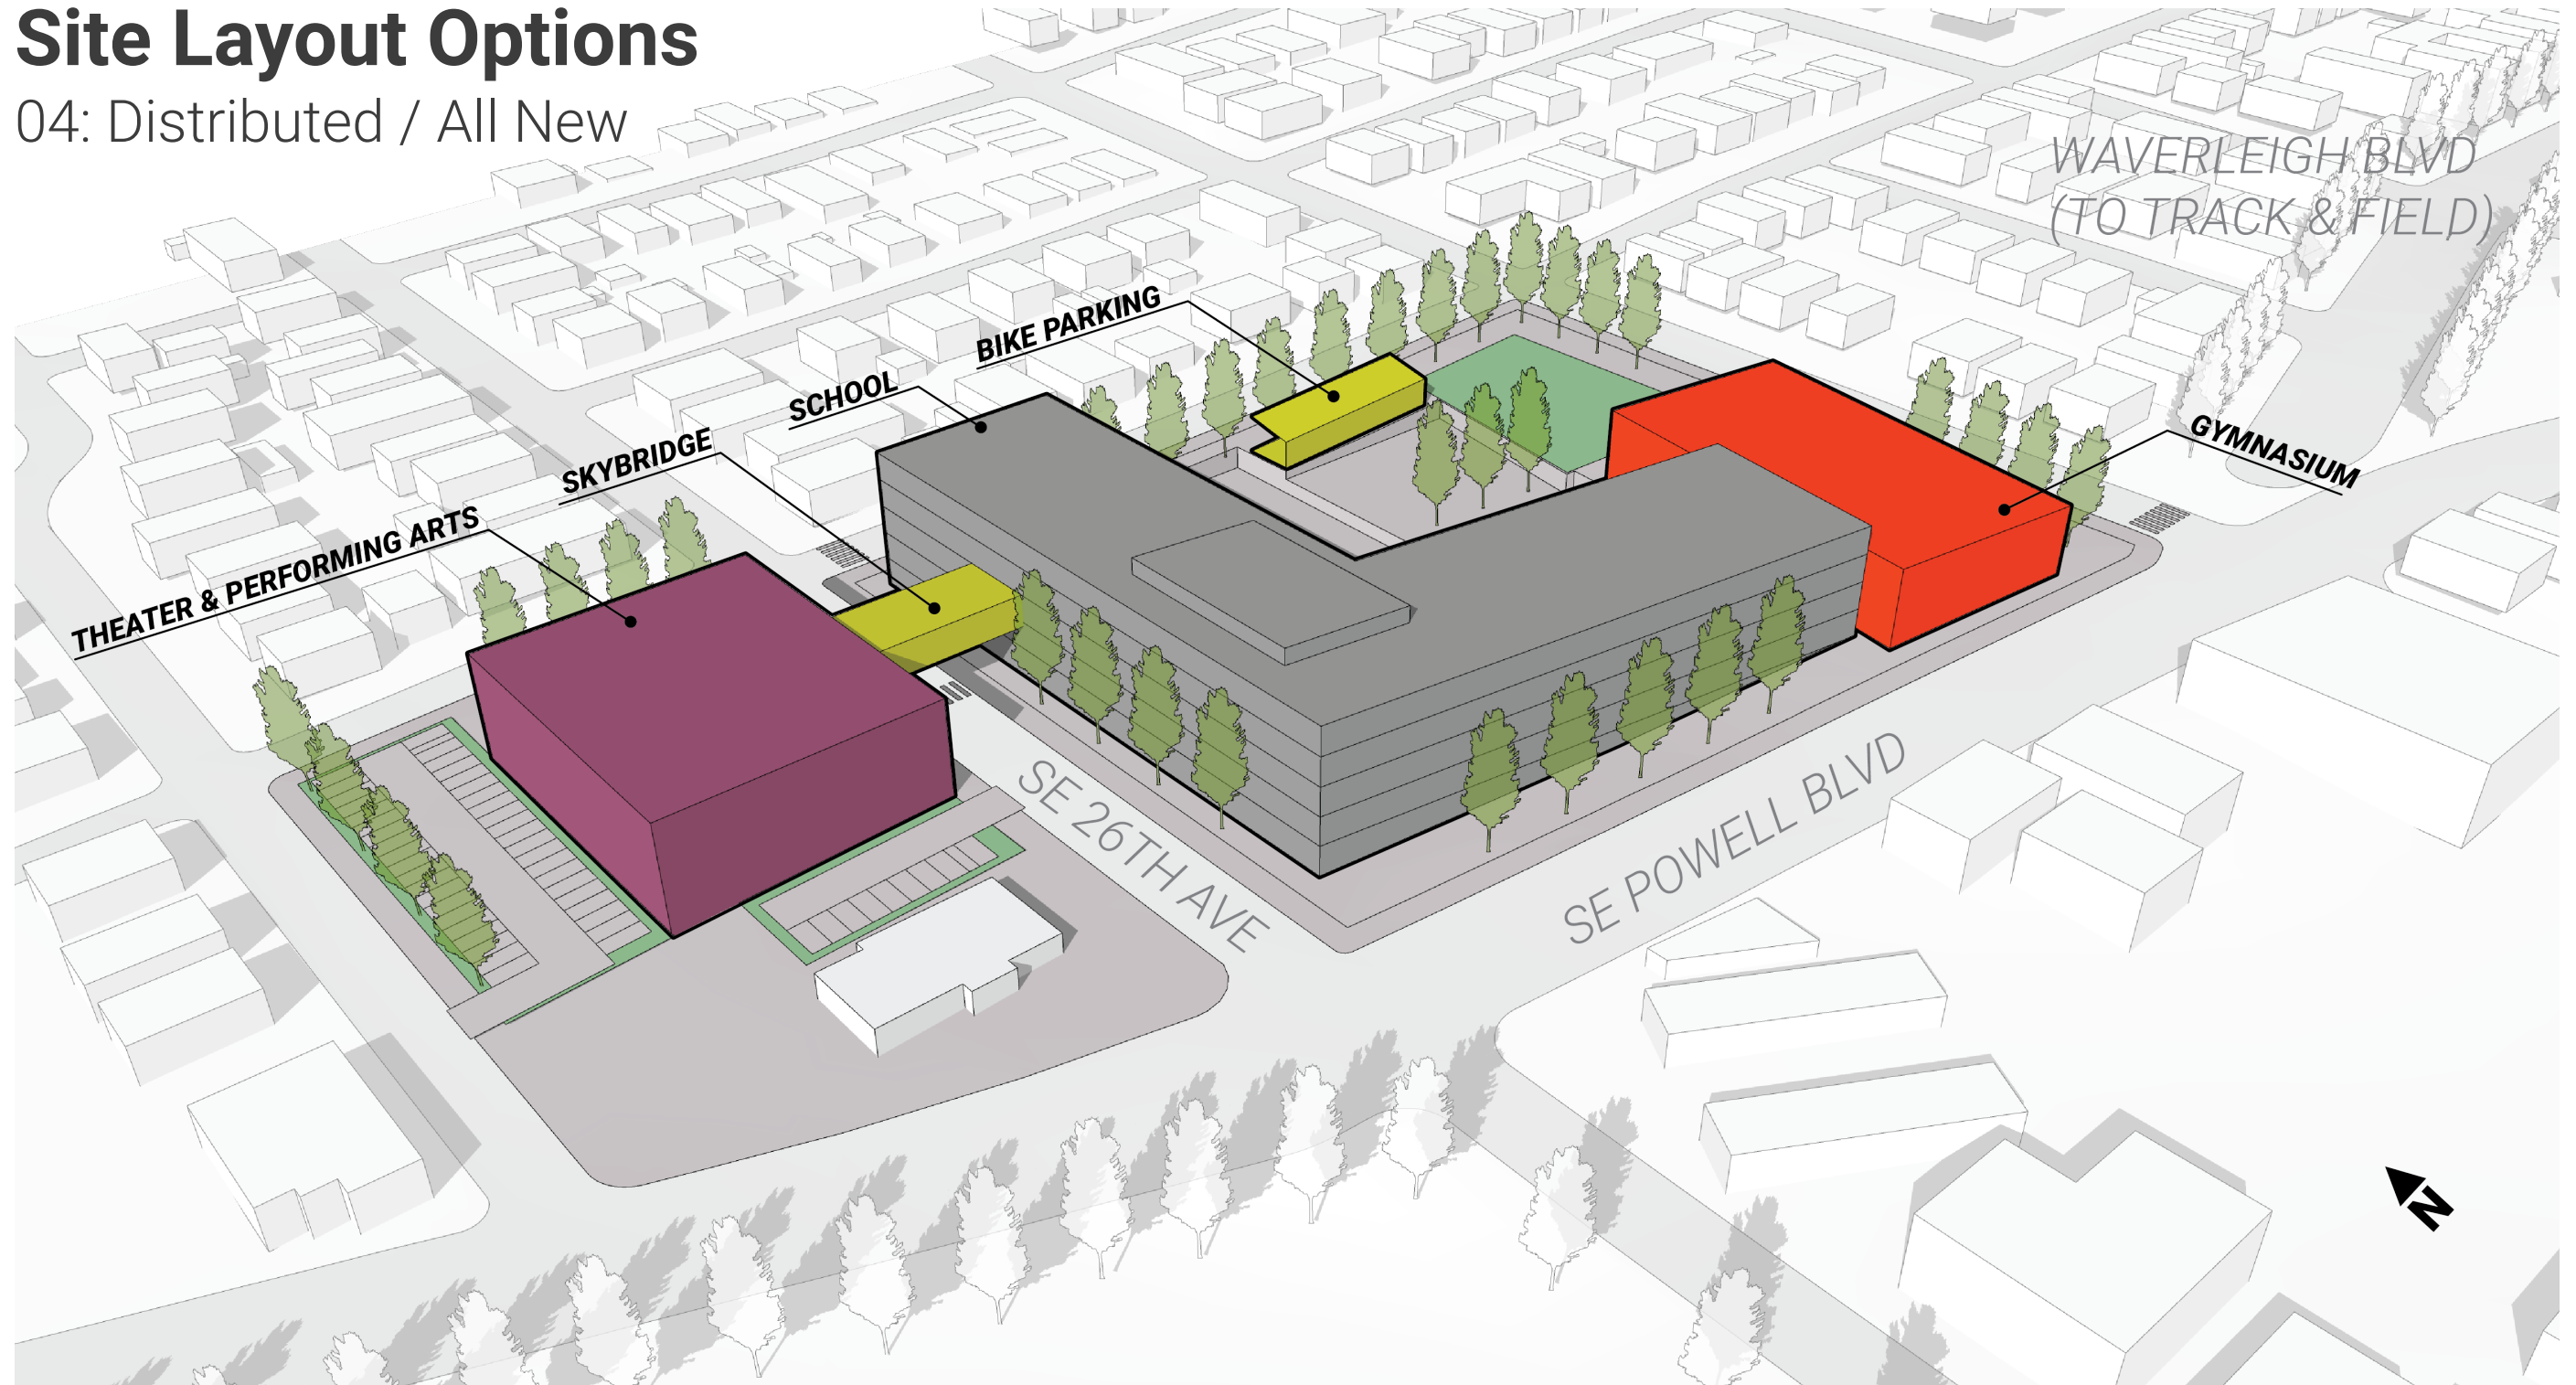 Site Layout Options
04: Distributed / All New
WAVERLEIGH BLVD
(TO TRACK & FIELD)
BIKE PARKING
SCHOOL
SKYBRIDGE
THEATER & PERFORMING ARTS
GYMNASIUM
SE 26TH AVE
SE POWELL BLVD
N